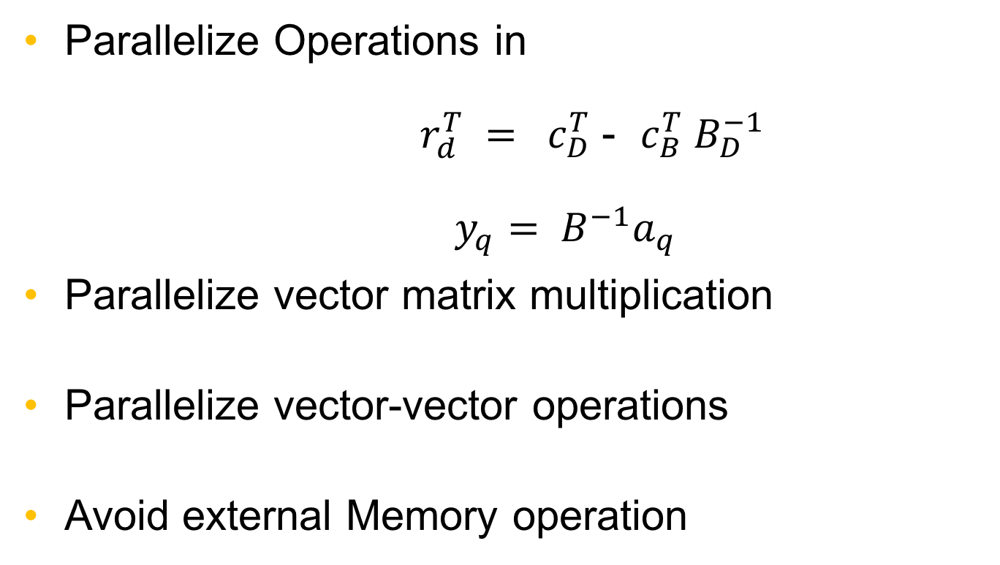 • Parallelize Operations in
$r_d^T = c_D^T - c_B^T B_D^{-1}$
$y_q = B^{-1} a_q$
• Parallelize vector matrix multiplication
• Parallelize vector-vector operations
• Avoid external Memory operation